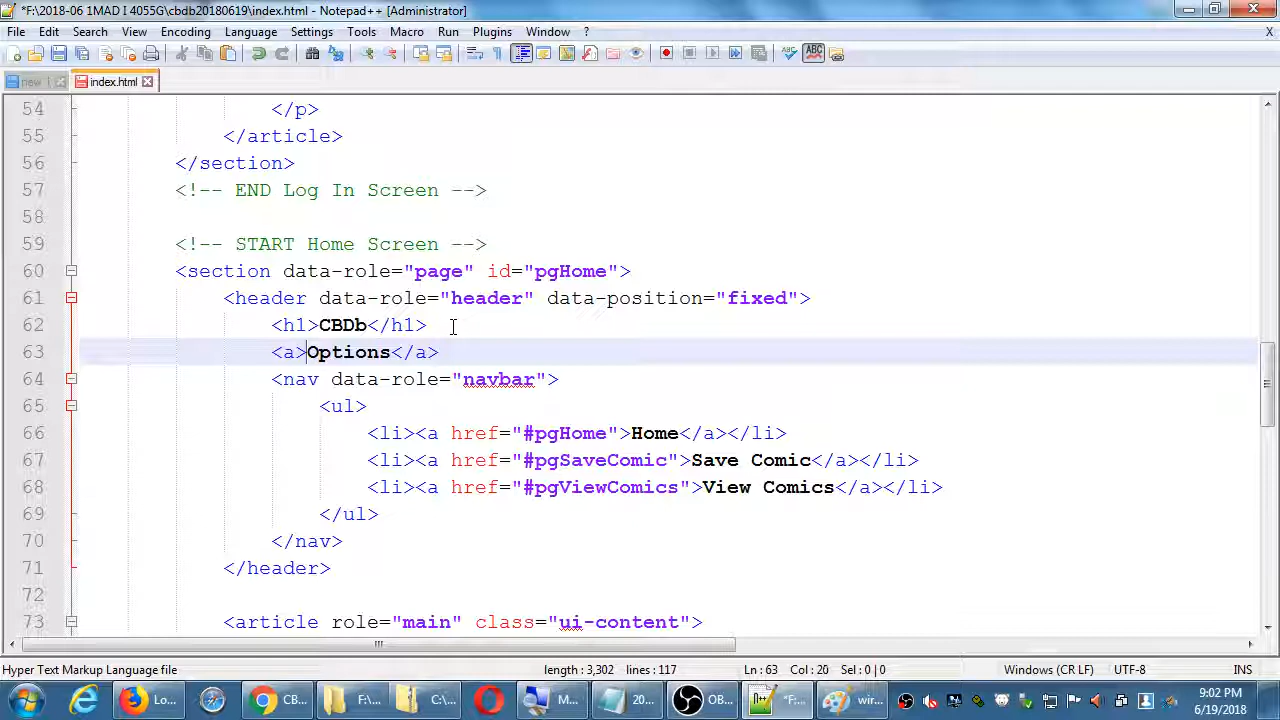 *F:\2018-06 1MAD I 4055G\cbdb20180619\index.html - Notepad++ [Administrator]
File Edit Search View Encoding Language Settings Tools Macro Run Plugins Window ? X
new index.html
54 </p>
55 </article>
56 </section>
57 <!-- END Log In Screen -->
58
59 <!-- START Home Screen -->
60 <section data-role="page" id="pgHome">
61 <header data-role="header" data-position="fixed">
62 <h1>CBDb</h1>
63 <a>Options</a>
64 <nav data-role="navbar">
65 <ul>
66 <li><a href="#pgHome">Home</a></li>
67 <li><a href="#pgSaveComic">Save Comic</a></li>
68 <li><a href="#pgViewComics">View Comics</a></li>
69 </ul>
70 </nav>
71 </header>
72
73 <article role="main" class="ui-content">
Hyper Text Markup Language file length : 3,302 lines : 117 Ln : 63 Col : 20 Sel : 0 | 0 Windows (CR LF) UTF-8 INS
Lo... CB... F:\... C:\... M... 20... OB... *F:... wir... 9:02 PM
6/19/2018